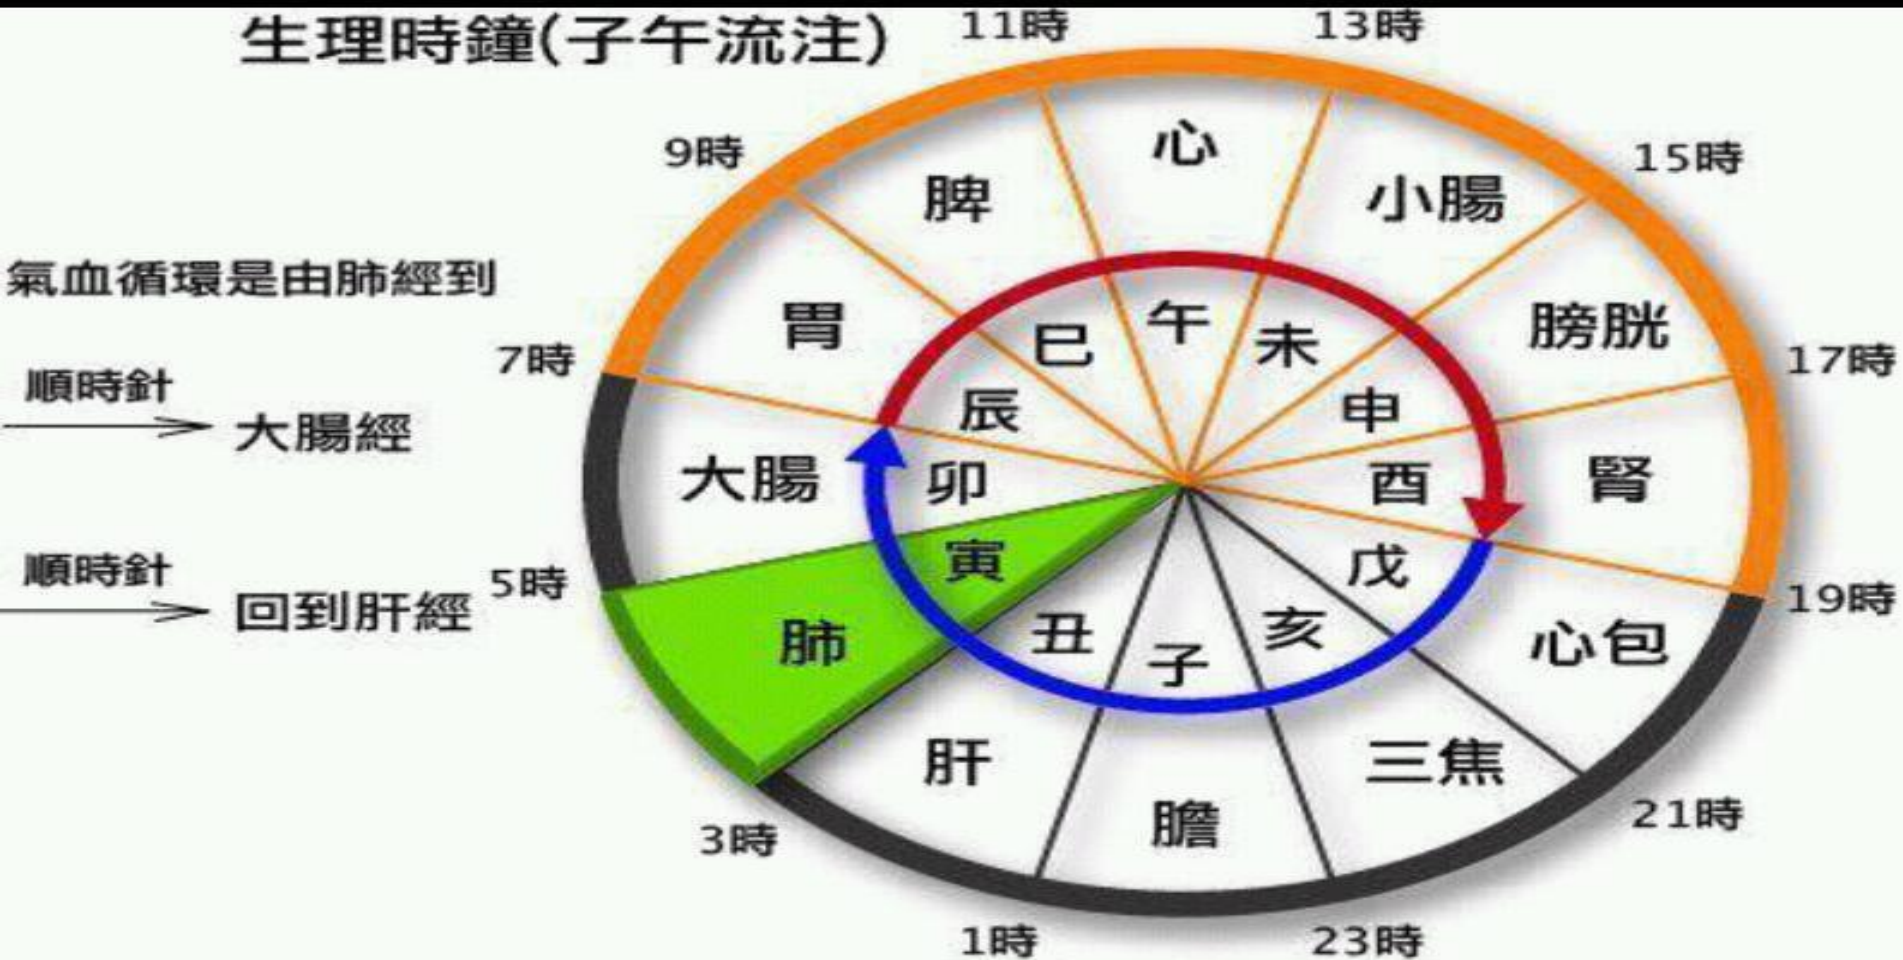 生理時鐘(子午流注)
11時
13時
9時
15時
心
脾
小腸
氣血循環是由肺經到
胃
膀胱
午
巳
未
7時
17時
順時針
辰
申
大腸經
大腸
卯
酉
腎
順時針
5時
寅
戊
19時
回到肝經
肺
丑
子
亥
心包
肝
三焦
膽
3時
21時
1時
23時